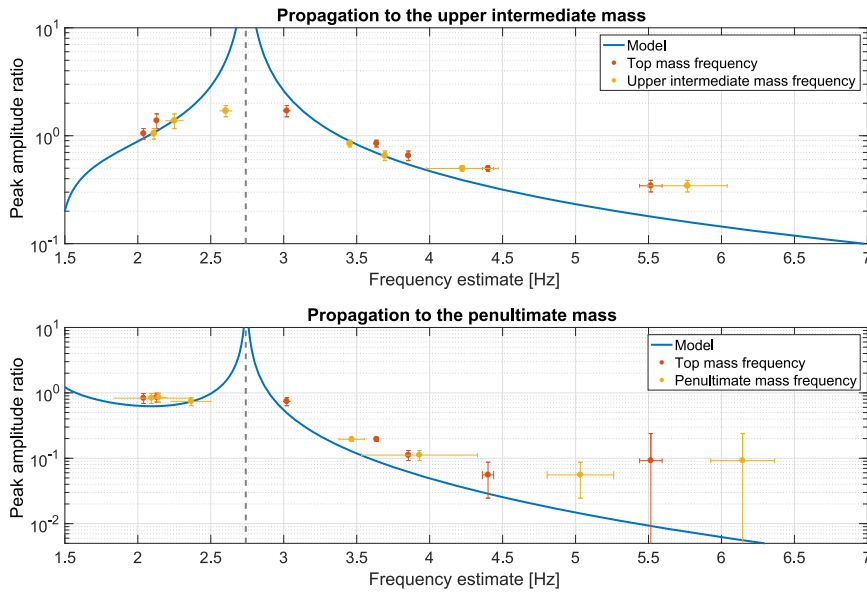 Propagation to the upper intermediate mass
10^1
10^0
10^-1
Peak amplitude ratio
Model
Top mass frequency
Upper intermediate mass frequency
1.5 2 2.5 3 3.5 4 4.5 5 5.5 6 6.5 7
Frequency estimate [Hz]
Propagation to the penultimate mass
10^1
10^0
10^-1
10^-2
Peak amplitude ratio
Model
Top mass frequency
Penultimate mass frequency
1.5 2 2.5 3 3.5 4 4.5 5 5.5 6 6.5 7
Frequency estimate [Hz]